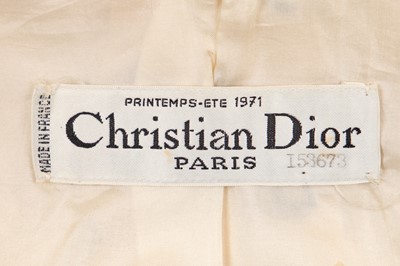 PRINTEMPS-ETE 1971
MADE IN FRANCE
Christian Dior
PARIS
153673